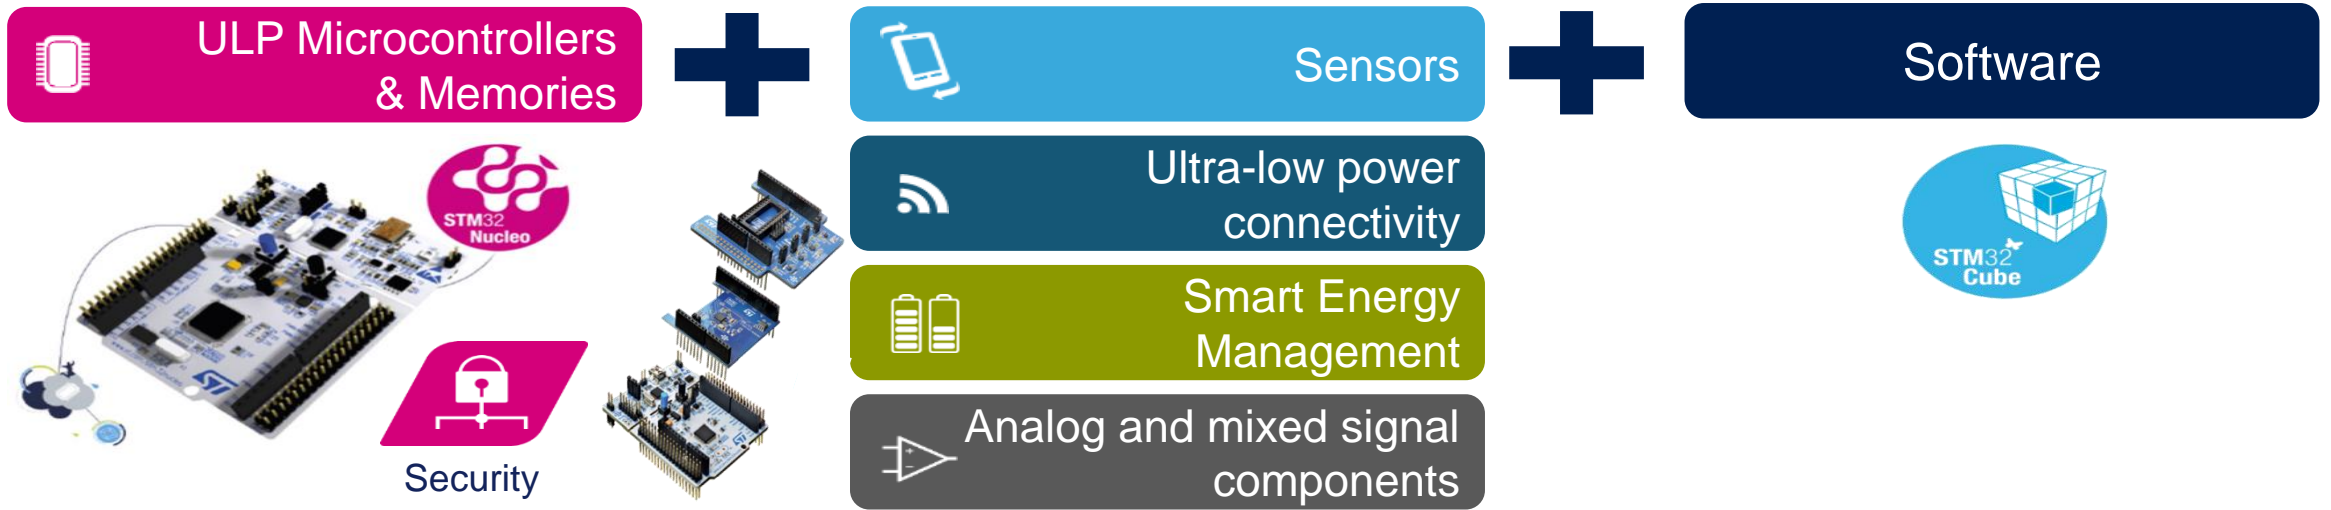 ULP Microcontrollers
& Memories
Sensors
Software
Ultra-low power
connectivity
Smart Energy
Management
Analog and mixed signal
components
STM32
Nucleo
Security
STM32
Cube